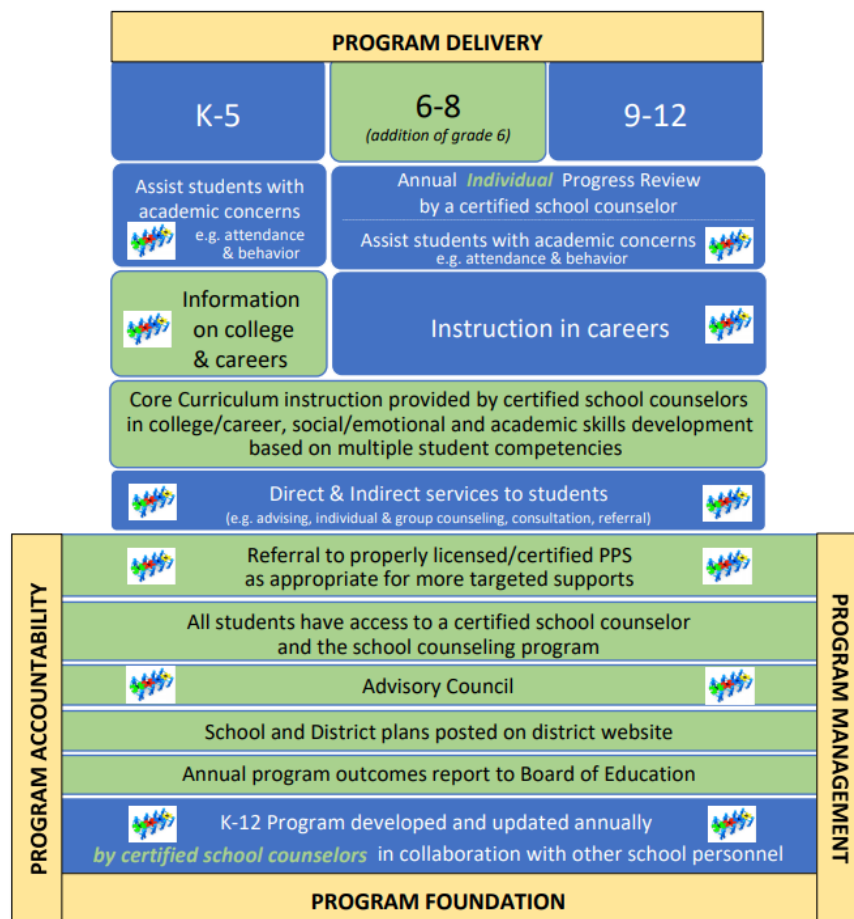 PROGRAM DELIVERY
K-5
6-8
(addition of grade 6)
9-12
Assist students with
academic concerns
e.g. attendance
& behavior
Annual Individual Progress Review
by a certified school counselor
Assist students with academic concerns
e.g. attendance & behavior
Information
on college
& careers
Instruction in careers
Core Curriculum instruction provided by certified school counselors
in college/career, social/emotional and academic skills development
based on multiple student competencies
Direct & Indirect services to students
(e.g. advising, individual & group counseling, consultation, referral)
PROGRAM ACCOUNTABILITY
Referral to properly licensed/certified PPS
as appropriate for more targeted supports
All students have access to a certified school counselor
and the school counseling program
Advisory Council
School and District plans posted on district website
Annual program outcomes report to Board of Education
K-12 Program developed and updated annually
by certified school counselors in collaboration with other school personnel
PROGRAM MANAGEMENT
PROGRAM FOUNDATION